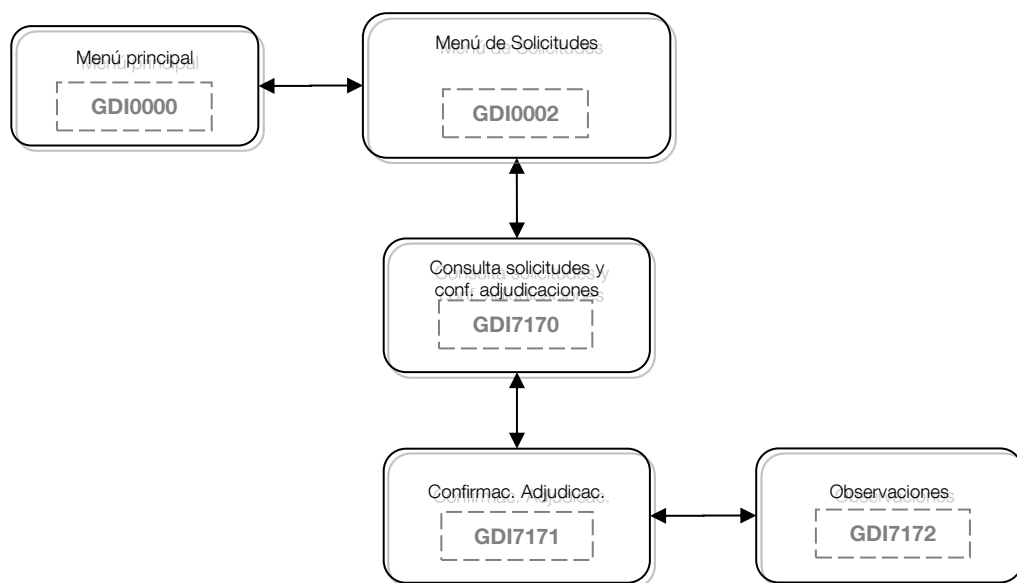 Menú principal
GDI0000
Menú de Solicitudes
GDI0002
Consulta solicitudes y
conf. adjudicaciones
GDI7170
Confirmac. Adjudicac.
GDI7171
Observaciones
GDI7172